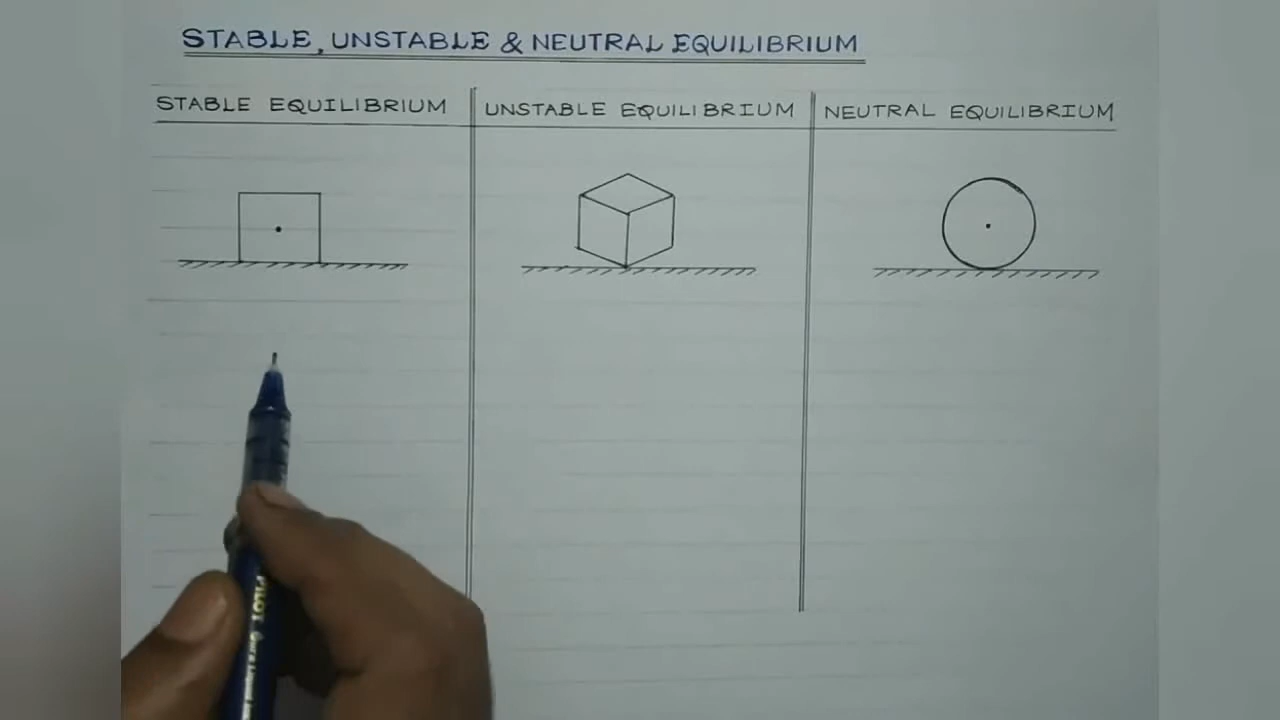 STABLE, UNSTABLE & NEUTRAL EQUILIBRIUM
STABLE EQUILIBRIUM
UNSTABLE EQUILIBRIUM
NEUTRAL EQUILIBRIUM
PILOT